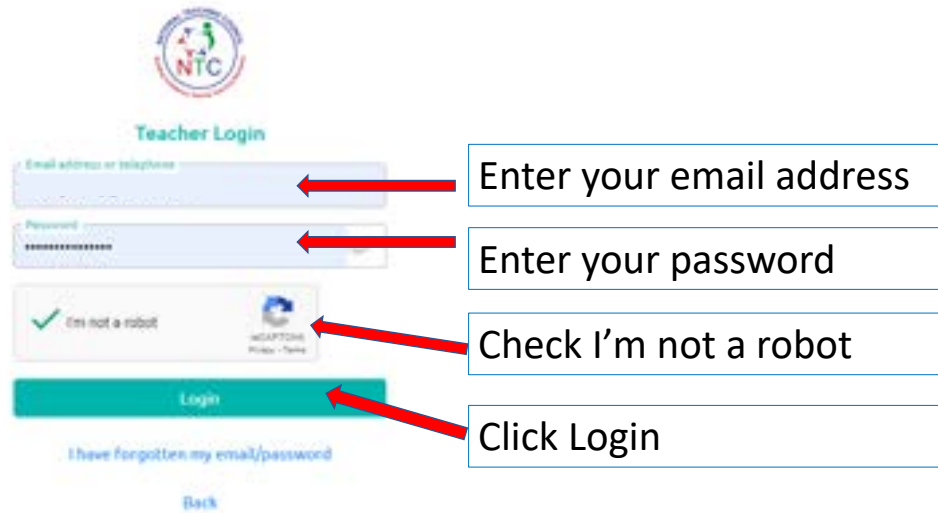 NTC
Teacher Login
Email address or telephone
Enter your email address
Password
Enter your password
I'm not a robot
reCAPTCHA
Privacy - Terms
Check I’m not a robot
Login
Click Login
I have forgotten my email/password
Back